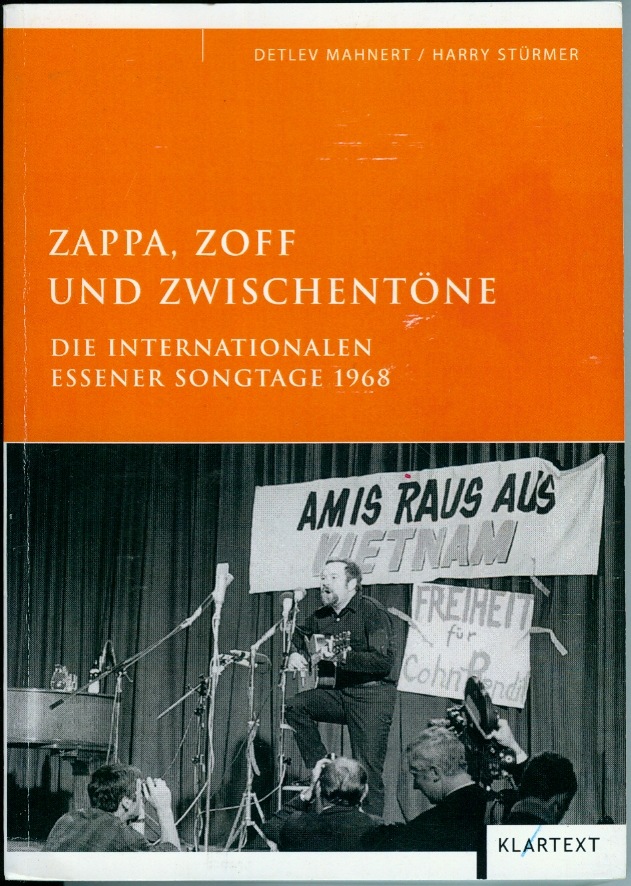 DETLEV MAHNERT / HARRY STÜRMER
ZAPPA, ZOFF
UND ZWISCHENTÖNE
DIE INTERNATIONALEN
ESSENER SONGTAGE 1968
AMIS RAUS AUS
VIETNAM
FREIHEIT
für
Cohn Bendit
KLARTEXT